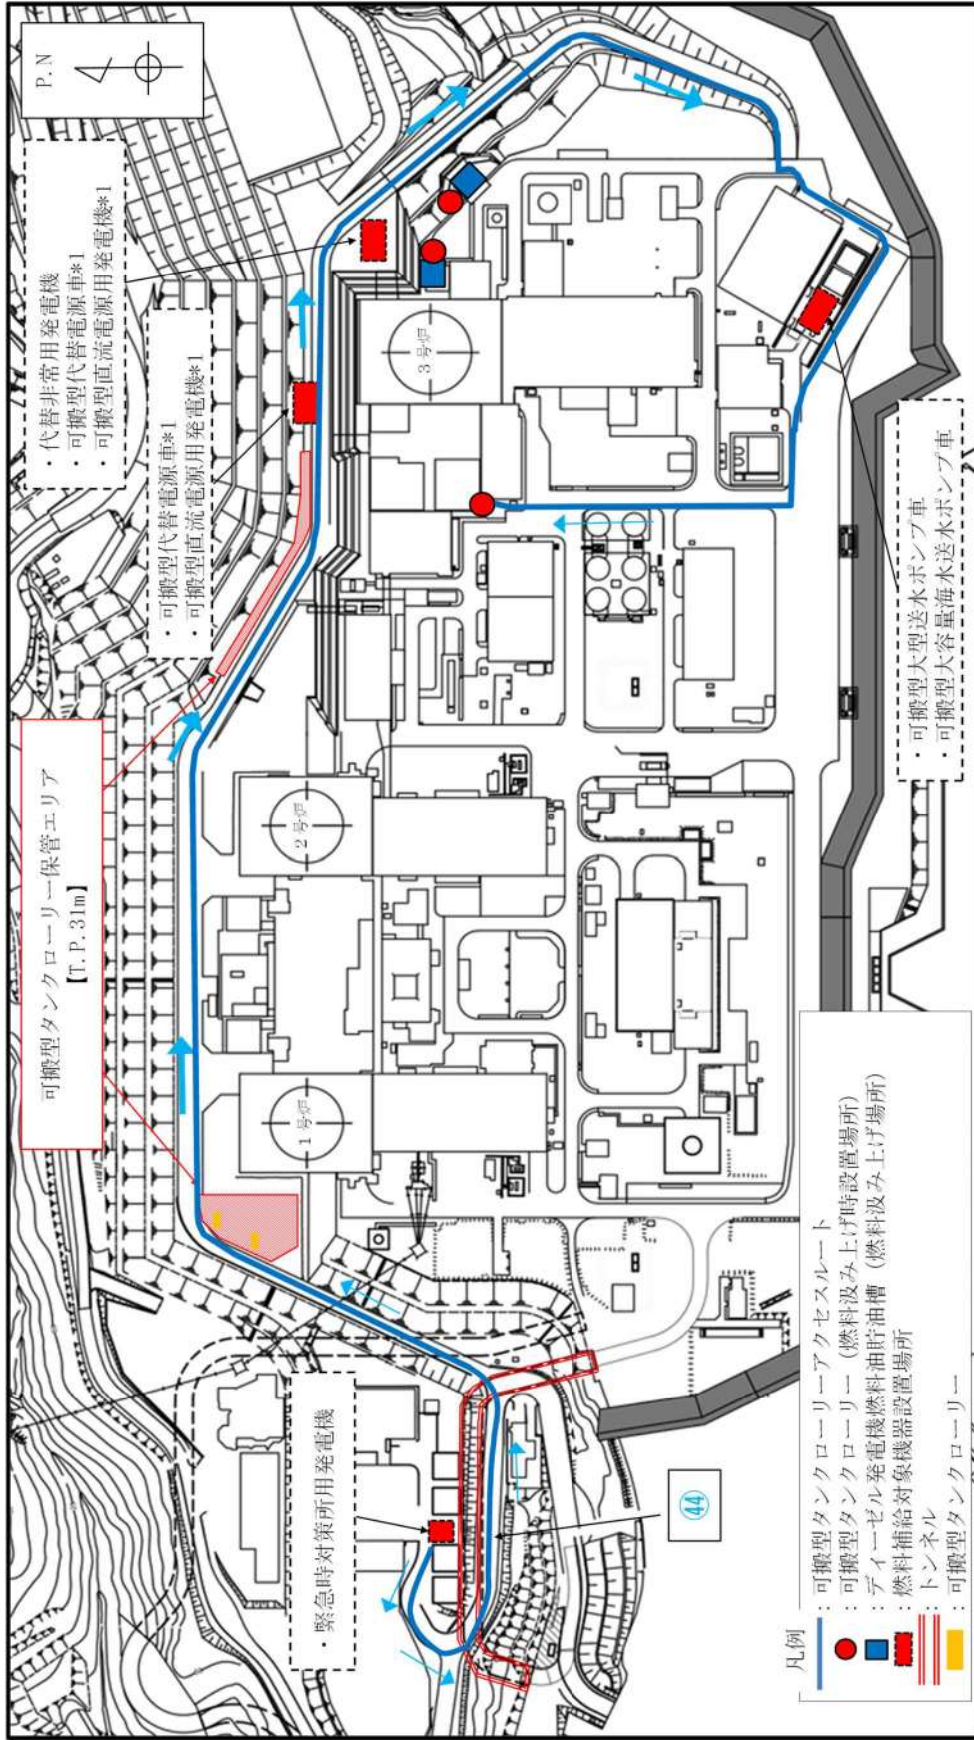 P.N
・代替非常用発電機
・可搬型代替電源車*1
・可搬型直流電源用発電機*1
・可搬型代替電源車*1
・可搬型直流電源用発電機*1
可搬型タンクローリー保管エリア
【T.P.31m】
・緊急時対策所用発電機
1号炉
2号炉
3号炉
㊹
・可搬型大型送水ポンプ車
・可搬型大容量海水送水ポンプ車
凡例
：可搬型タンクローリーアクセスルート
：可搬型タンクローリー（燃料汲み上げ時設置場所）
：ディーゼル発電機燃料油貯油槽（燃料汲み上げ場所）
：燃料補給対象機器設置場所
：トンネル
：可搬型タンクローリー